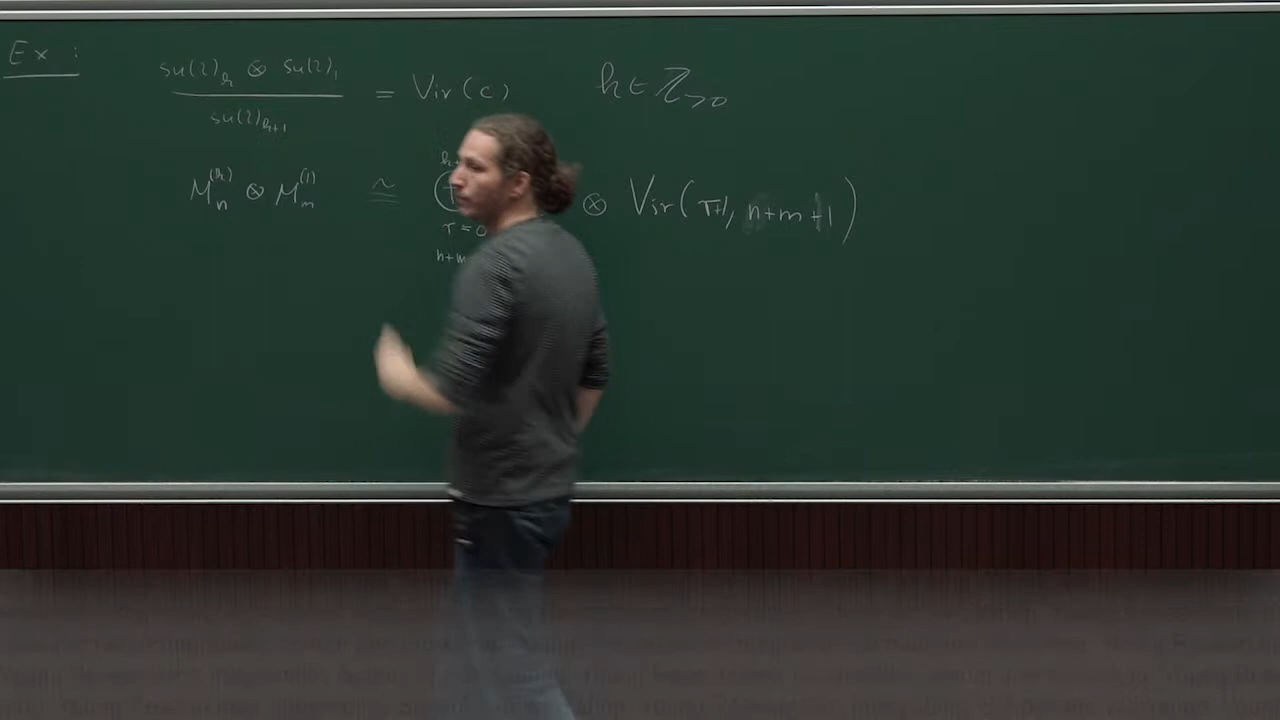 Ex :
su(2)_k ⊗ su(2)_1 / su(2)_{k+1} = Vir(c)    k ∈ ℤ_{>0}
M_n^{(k)} ⊗ M_m^{(1)} ≅ ⊗ Vir(r+1, n+m+1)
r=0
n+m